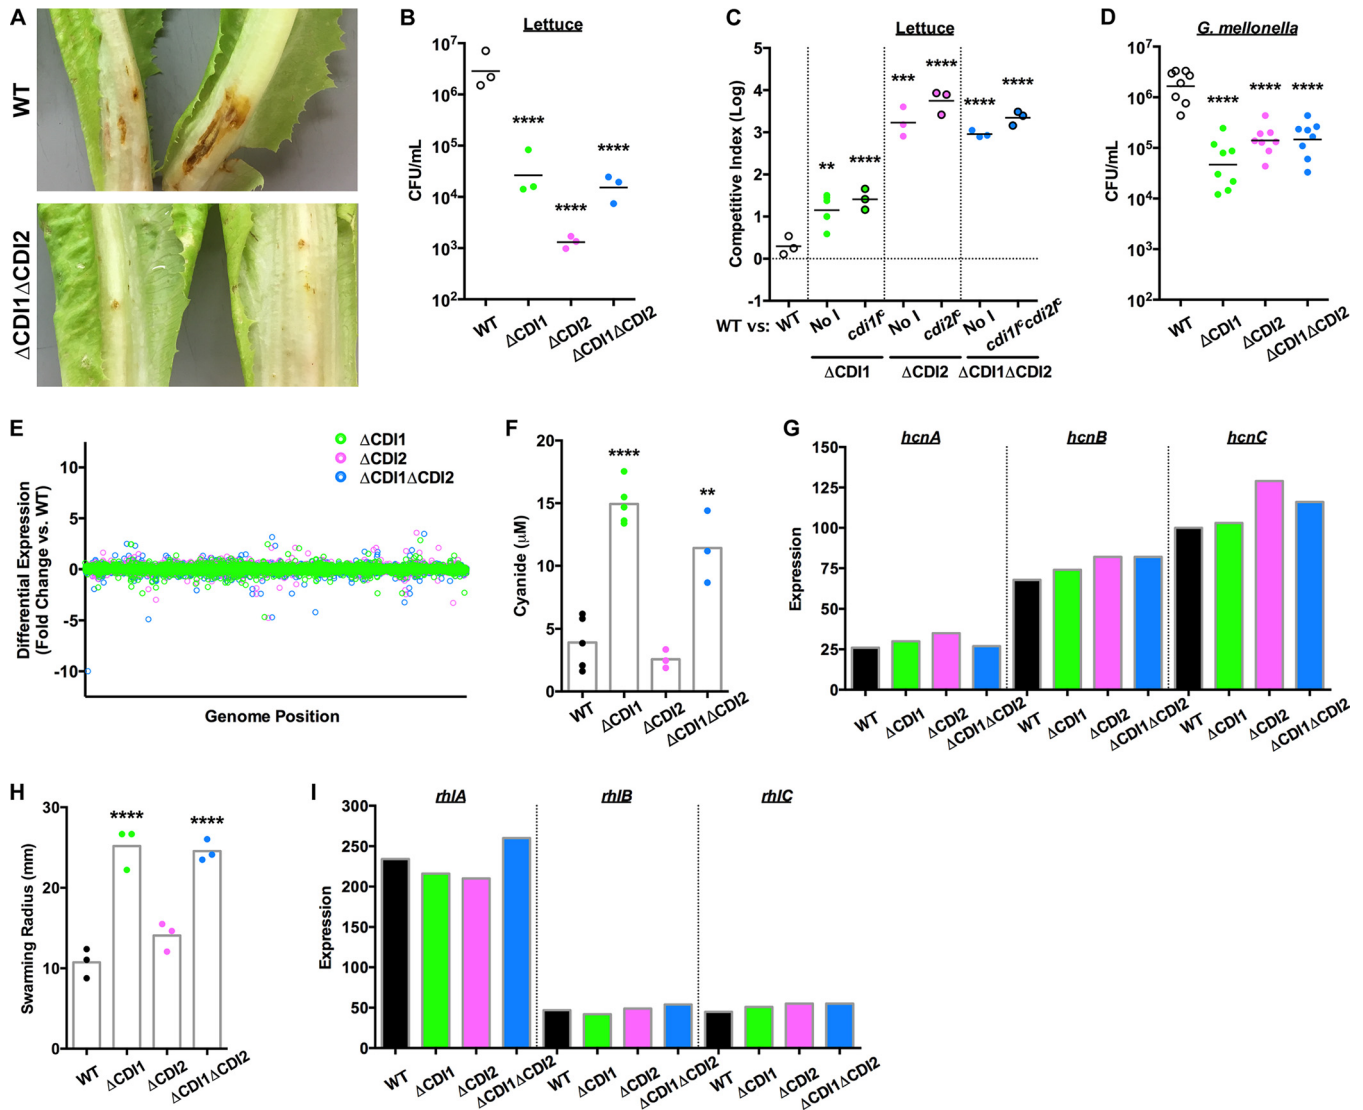 A
WT
ΔCDI1ΔCDI2
B
Lettuce
CFU/mL
10⁷
10⁶
10⁵
10⁴
10³
10²
****
****
****
WT
ΔCDI1
ΔCDI2
ΔCDI1ΔCDI2
C
Lettuce
Competitive Index (Log)
5
4
3
2
1
0
-1
**
****
***
****
****
****
WT vs:
WT
No I
cdi1Iᶜ
No I
cdi2Iᶜ
No I
cdi1Iᶜcdi2Iᶜ
ΔCDI1
ΔCDI2
ΔCDI1ΔCDI2
D
G. mellonella
CFU/mL
10⁷
10⁶
10⁵
10⁴
10³
10²
****
****
****
WT
ΔCDI1
ΔCDI2
ΔCDI1ΔCDI2
E
Differential Expression
(Fold Change vs. WT)
10
5
0
-5
-10
ΔCDI1
ΔCDI2
ΔCDI1ΔCDI2
Genome Position
F
Cyanide (μM)
20
15
10
5
0
****
**
WT
ΔCDI1
ΔCDI2
ΔCDI1ΔCDI2
G
hcnA
hcnB
hcnC
Expression
150
125
100
75
50
25
0
WT
ΔCDI1
ΔCDI2
ΔCDI1ΔCDI2
WT
ΔCDI1
ΔCDI2
ΔCDI1ΔCDI2
WT
ΔCDI1
ΔCDI2
ΔCDI1ΔCDI2
H
Swarming Radius (mm)
30
20
10
0
****
****
WT
ΔCDI1
ΔCDI2
ΔCDI1ΔCDI2
I
rhlA
rhlB
rhlC
Expression
300
250
200
150
100
50
0
WT
ΔCDI1
ΔCDI2
ΔCDI1ΔCDI2
WT
ΔCDI1
ΔCDI2
ΔCDI1ΔCDI2
WT
ΔCDI1
ΔCDI2
ΔCDI1ΔCDI2